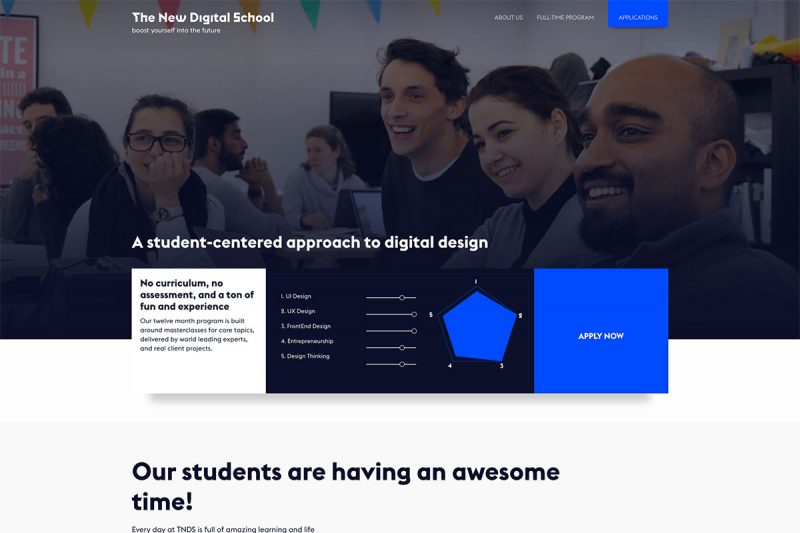 The New Digital School
boost yourself into the future
ABOUT US
FULL-TIME PROGRAM
APPLICATIONS
in a
A student-centered approach to digital design
No curriculum, no
assessment, and a ton of
fun and experience
Our twelve month program is built
around masterclasses for core topics,
delivered by world leading experts,
and real client projects.
1. UI Design
2. UX Design
3. FrontEnd Design
4. Entrepreneurship
5. Design Thinking
1
5
2
4
3
APPLY NOW
Our students are having an awesome
time!
Every day at TNDS is full of amazing learning and life